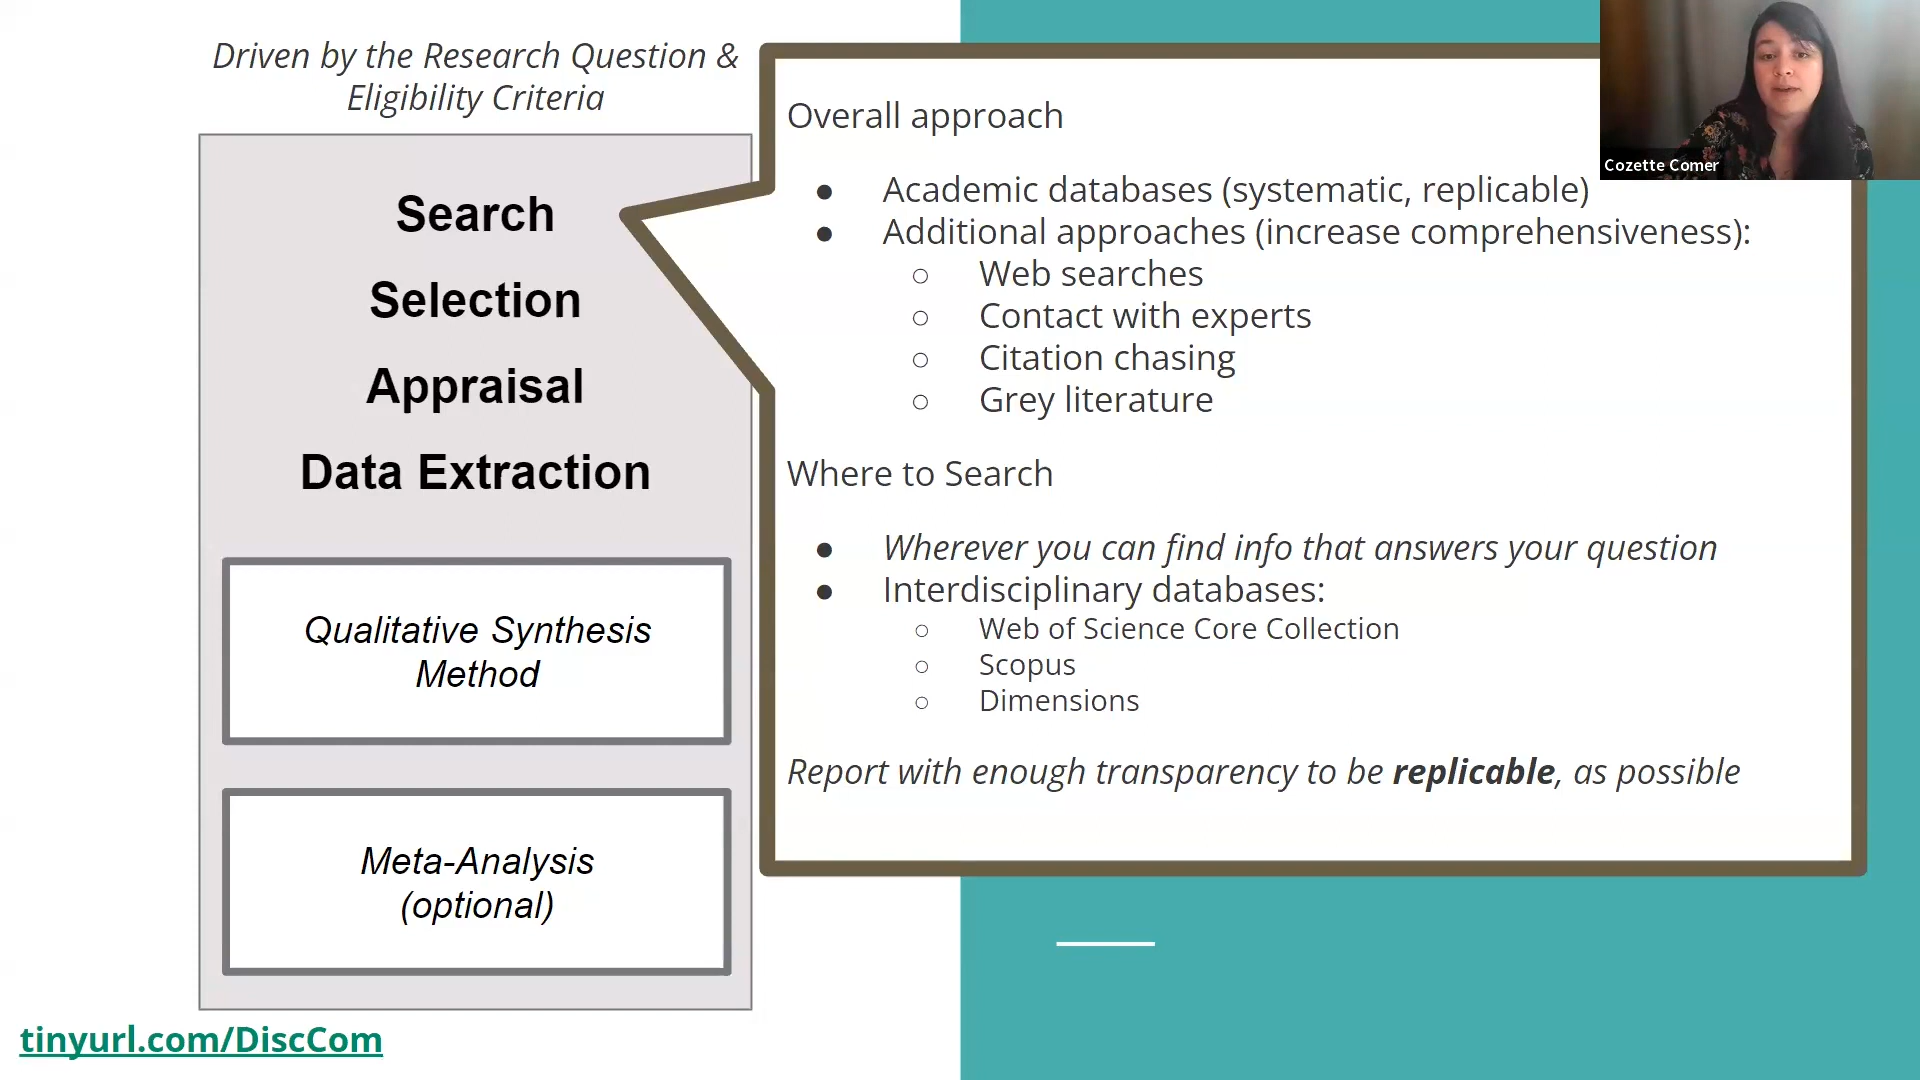 Driven by the Research Question &
Eligibility Criteria
Search
Selection
Appraisal
Data Extraction
Qualitative Synthesis
Method
Meta-Analysis
(optional)
Overall approach
● Academic databases (systematic, replicable)
● Additional approaches (increase comprehensiveness):
○ Web searches
○ Contact with experts
○ Citation chasing
○ Grey literature
Where to Search
● Wherever you can find info that answers your question
● Interdisciplinary databases:
○ Web of Science Core Collection
○ Scopus
○ Dimensions
Report with enough transparency to be replicable, as possible
Cozette Comer
tinyurl.com/DiscCom